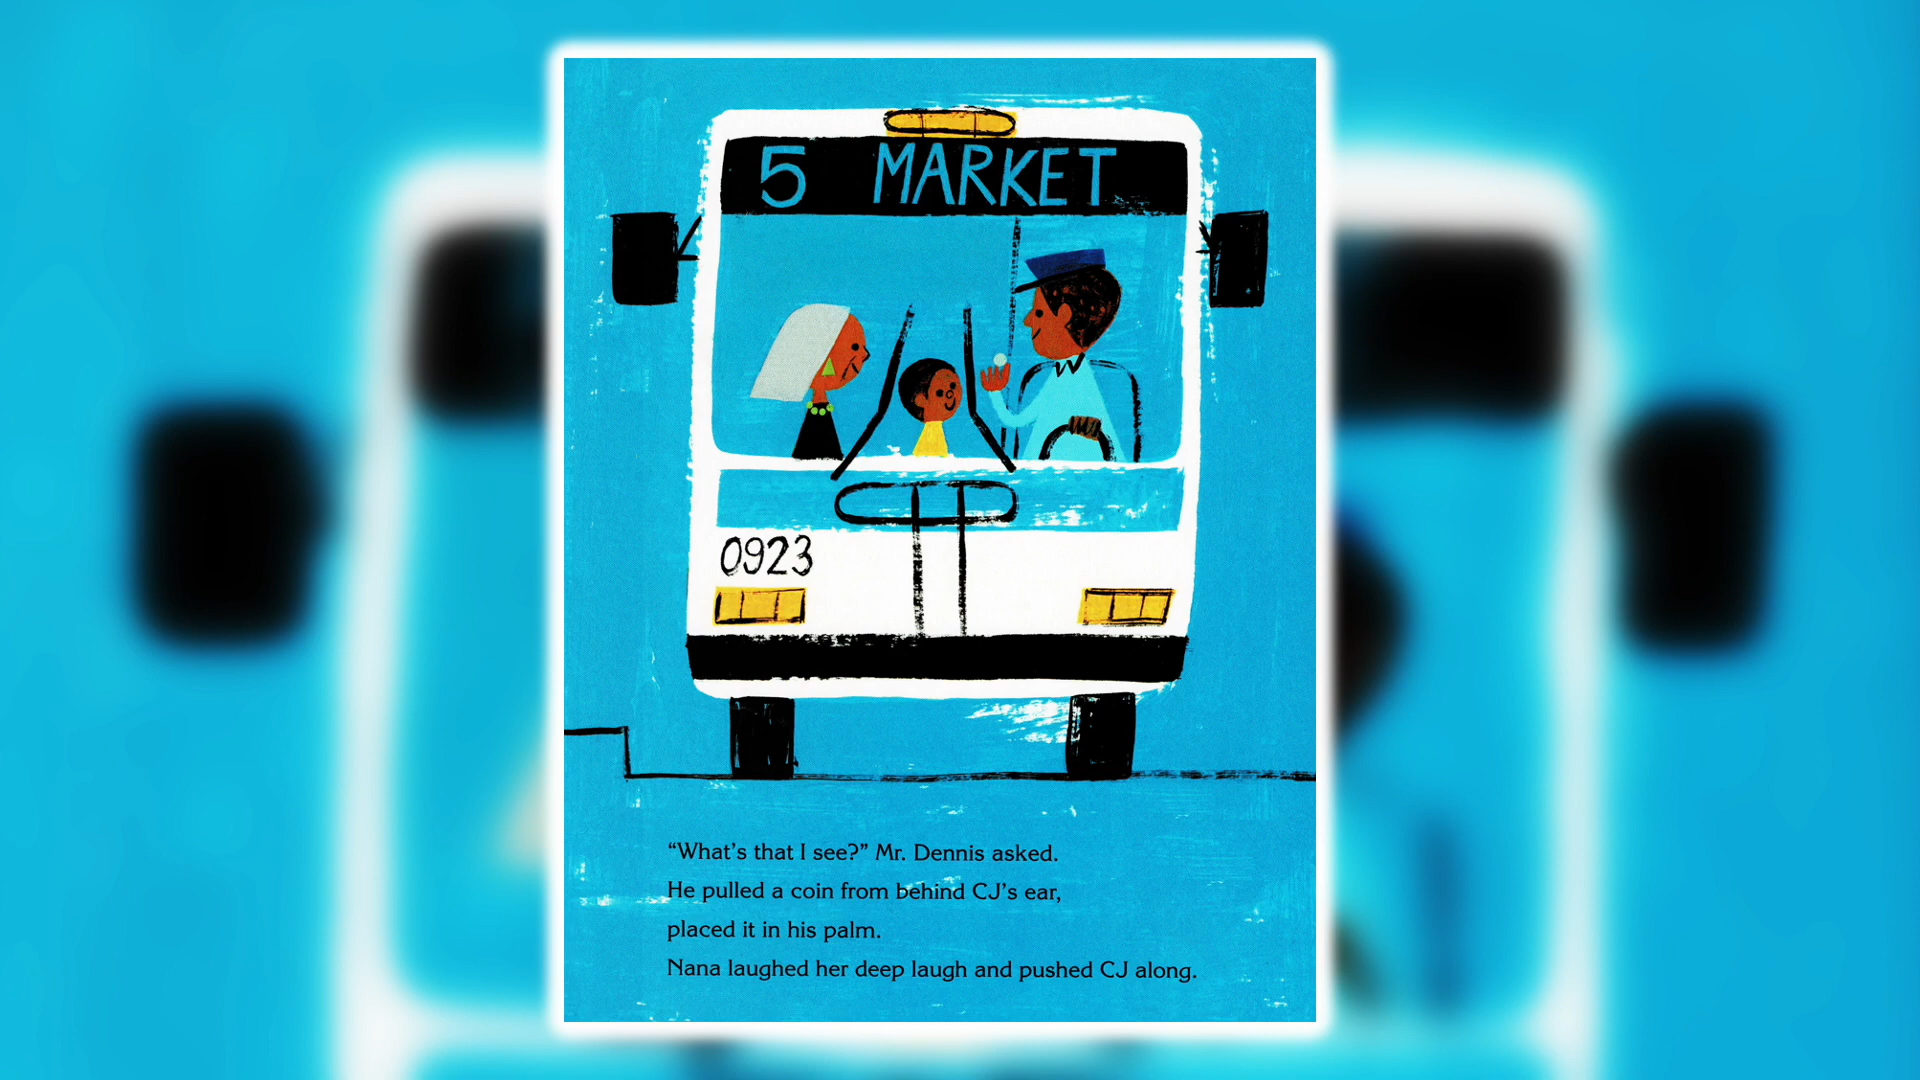 5 MARKET
0923
“What’s that I see?” Mr. Dennis asked.
He pulled a coin from behind CJ’s ear,
placed it in his palm.
Nana laughed her deep laugh and pushed CJ along.